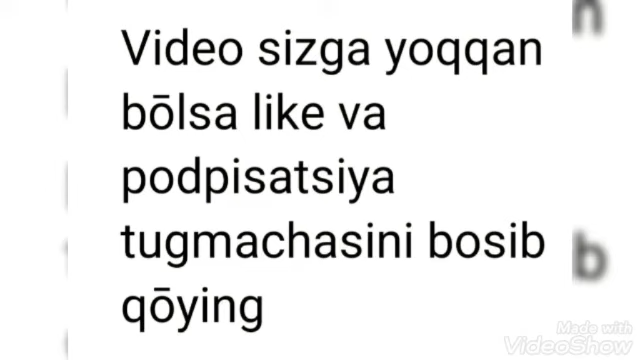 Video sizga yoqqan
bōlsa like va
podpisatsiya
tugmachasini bosib
qōying
Made with
VideoShow